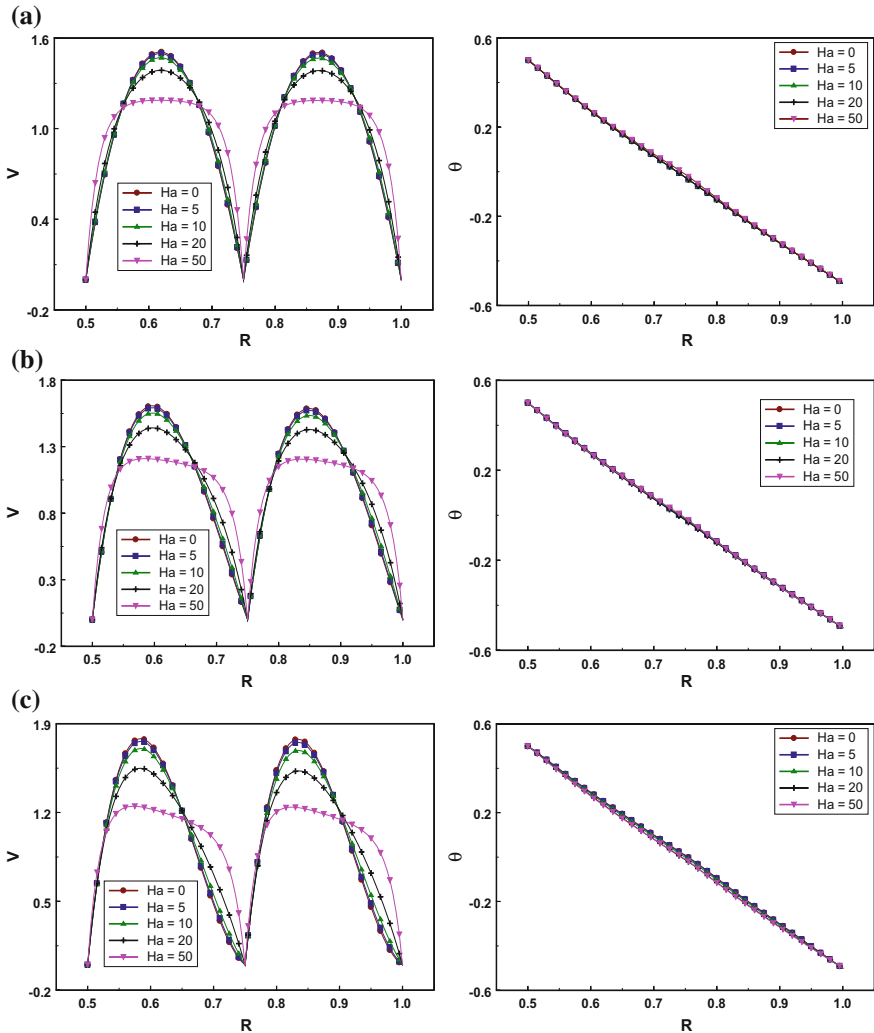 (a)
1.6
1.0
0.4
-0.2
V
0.5 0.6 0.7 0.8 0.9 1.0
R
Ha = 0
Ha = 5
Ha = 10
Ha = 20
Ha = 50
0.6
0.2
-0.2
-0.6
θ
0.5 0.6 0.7 0.8 0.9 1.0
R
Ha = 0
Ha = 5
Ha = 10
Ha = 20
Ha = 50
(b)
1.8
1.3
0.8
0.3
-0.2
V
0.5 0.6 0.7 0.8 0.9 1.0
R
Ha = 0
Ha = 5
Ha = 10
Ha = 20
Ha = 50
0.6
0.2
-0.2
-0.6
θ
0.5 0.6 0.7 0.8 0.9 1.0
R
Ha = 0
Ha = 5
Ha = 10
Ha = 20
Ha = 50
(c)
1.9
1.2
0.5
-0.2
V
0.5 0.6 0.7 0.8 0.9 1.0
R
Ha = 0
Ha = 5
Ha = 10
Ha = 20
Ha = 50
0.6
0.2
-0.2
-0.6
θ
0.5 0.6 0.7 0.8 0.9 1.0
R
Ha = 0
Ha = 5
Ha = 10
Ha = 20
Ha = 50